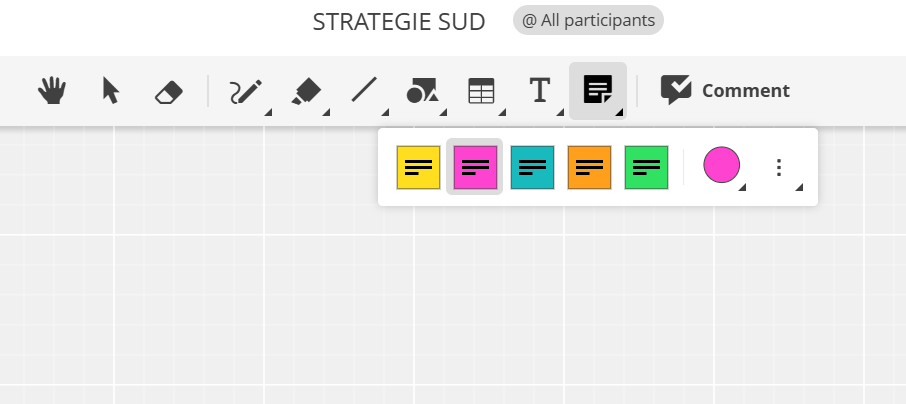 STRATEGIE SUD
@ All participants
T
Comment